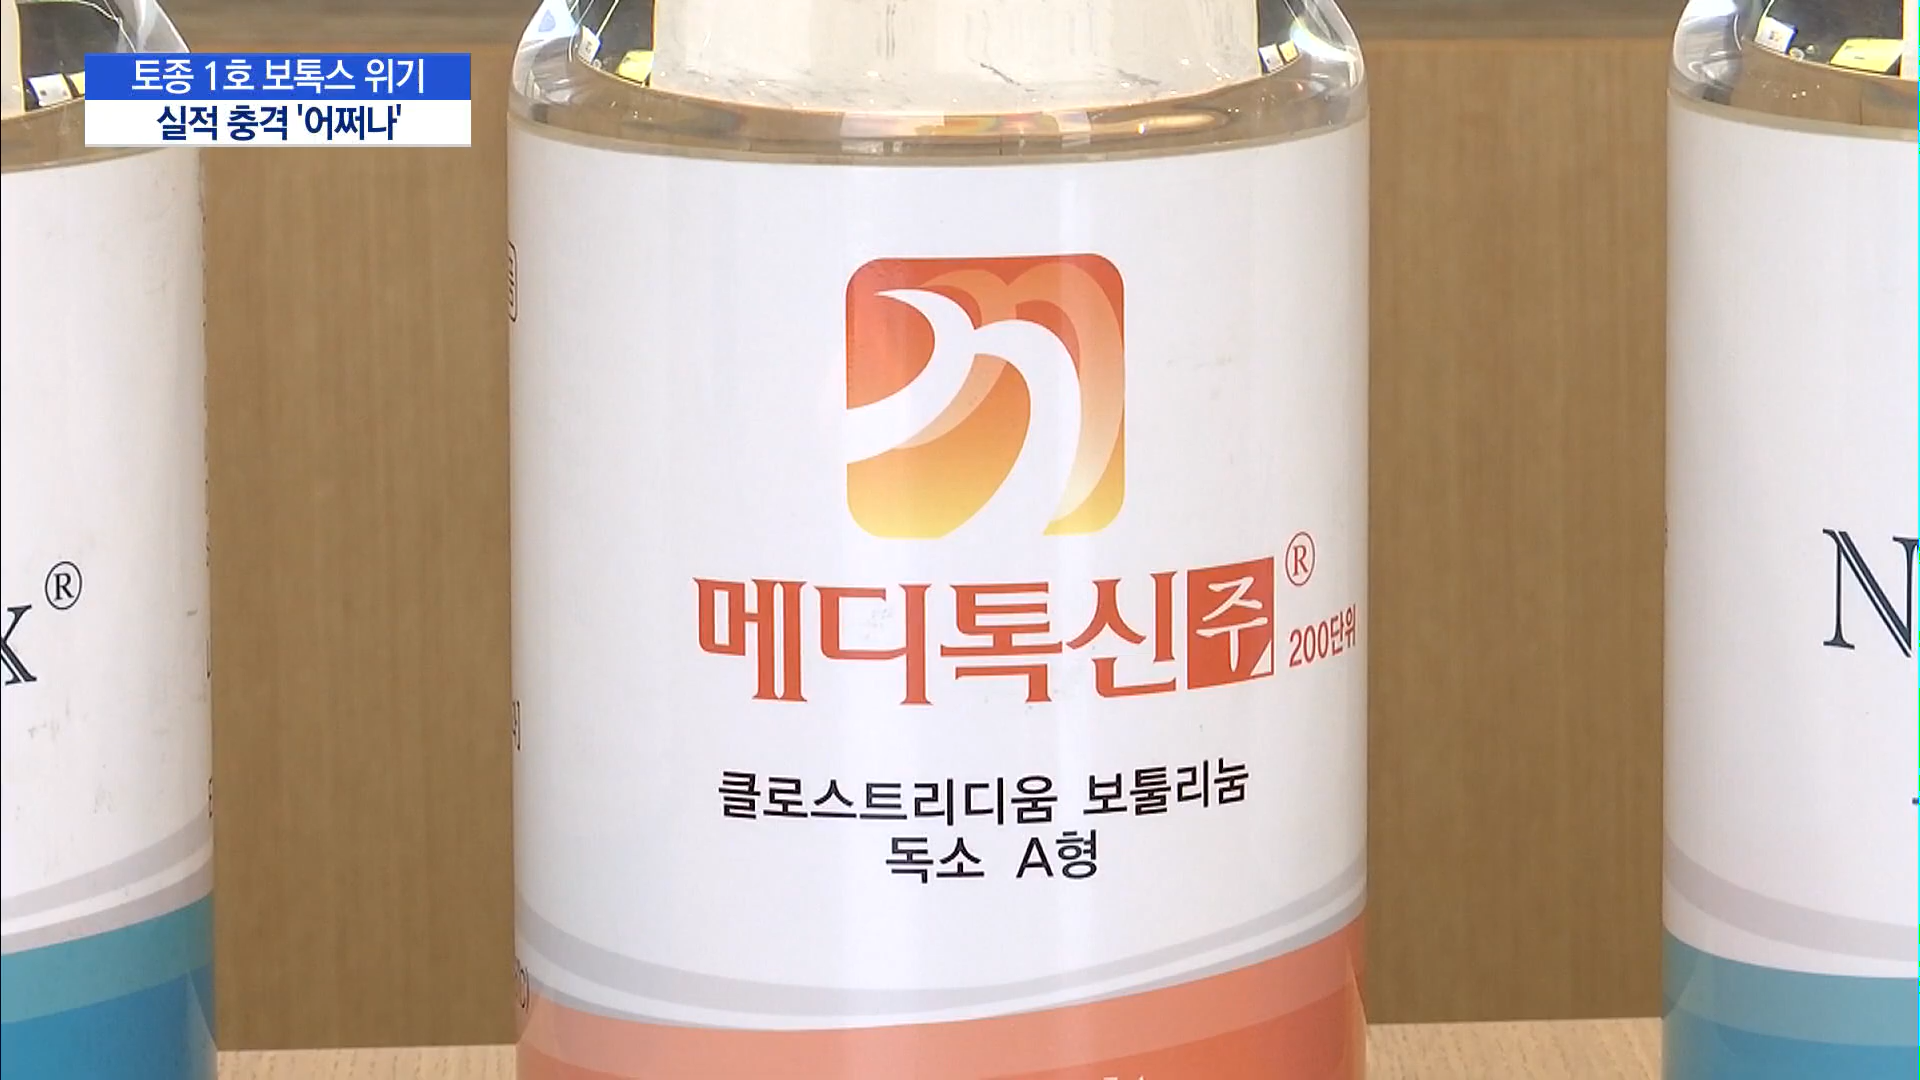 토종 1호 보톡스 위기
실적 충격 '어쩌나'
메디톡신주® 200단위
클로스트리디움 보툴리눔
독소 A형
X®
N